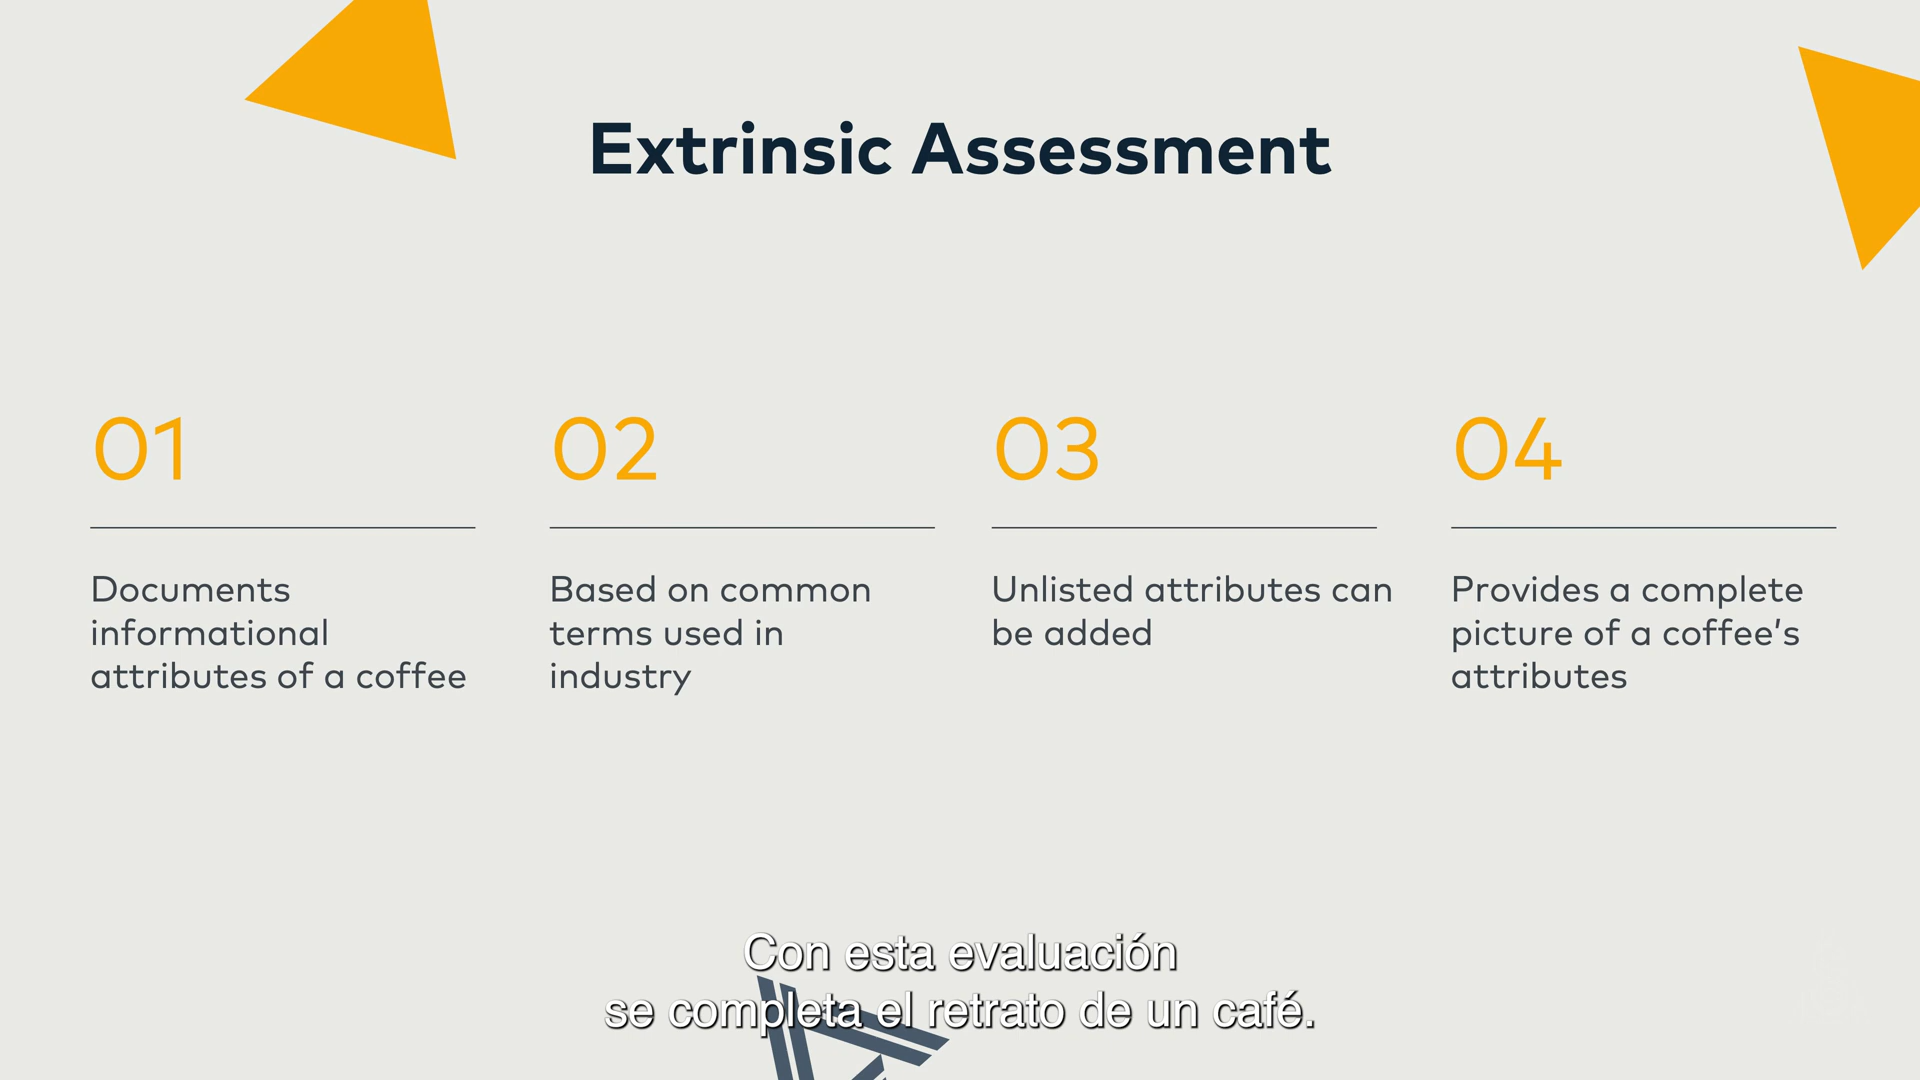 Extrinsic Assessment
01
Documents
informational
attributes of a coffee
02
Based on common
terms used in
industry
03
Unlisted attributes can
be added
04
Provides a complete
picture of a coffee's
attributes
Con esta evaluación
se completa el retrato de un café.